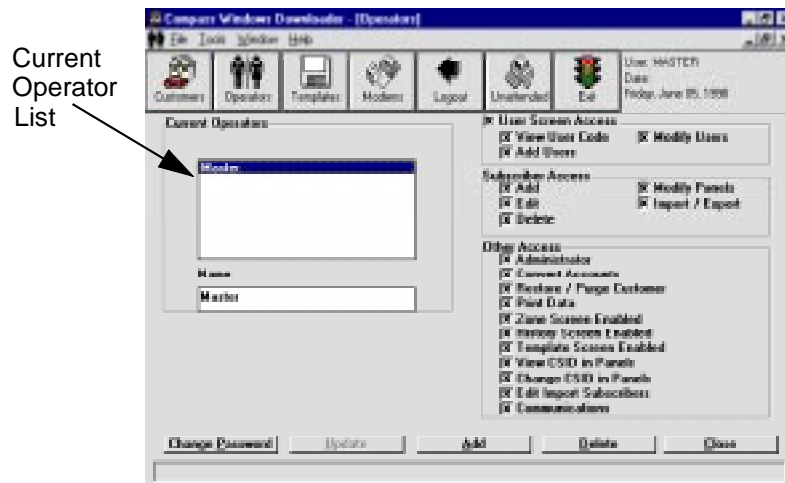 Current
Operator
List
Compass Windows Downloader - [Operators]
File Tools Window Help
Customers Operators Templates Modems Logout Unattended Exit
User: MASTER
Date:
Friday, June 05, 1998
Current Operators
Master
Name
Master
User Screen Access
View User Code Modify Users
Add Users
Subscriber Access
Add Modify Panels
Edit Import / Export
Delete
Other Access
Administrator
Convert Accounts
Restore / Purge Customer
Print Data
Zone Screen Enabled
History Screen Enabled
Template Screen Enabled
View CSID in Panels
Change CSID in Panels
Edit Import Subscribers
Communications
Change Password Update Add Delete Close